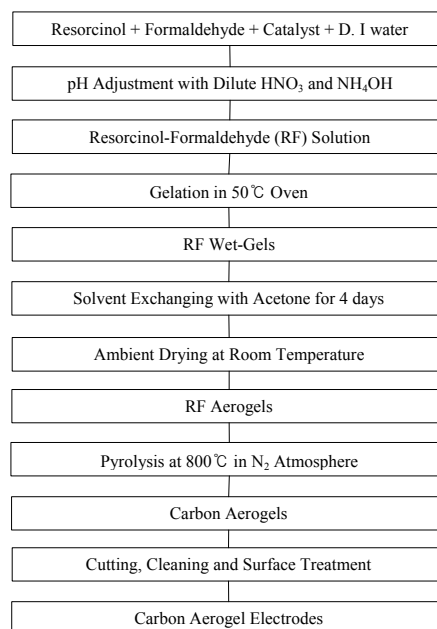 Resorcinol + Formaldehyde + Catalyst + D. I water
pH Adjustment with Dilute HNO₃ and NH₄OH
Resorcinol-Formaldehyde (RF) Solution
Gelation in 50℃ Oven
RF Wet-Gels
Solvent Exchanging with Acetone for 4 days
Ambient Drying at Room Temperature
RF Aerogels
Pyrolysis at 800℃ in N₂ Atmosphere
Carbon Aerogels
Cutting, Cleaning and Surface Treatment
Carbon Aerogel Electrodes